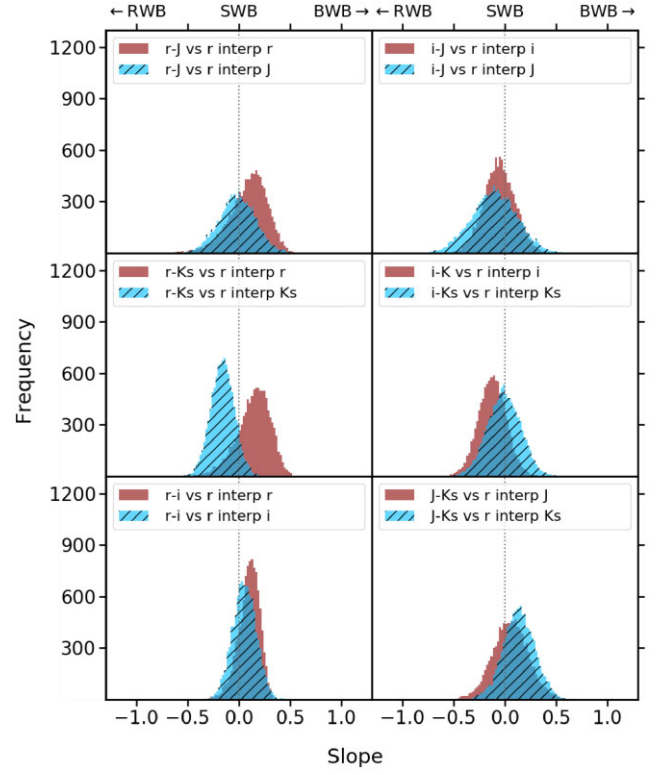 ← RWB SWB BWB → ← RWB SWB BWB →
1200
900
600
300
r-J vs r interp r
r-J vs r interp J
i-J vs r interp i
i-J vs r interp J
1200
900
600
300
r-Ks vs r interp r
r-Ks vs r interp Ks
i-K vs r interp i
i-Ks vs r interp Ks
1200
900
600
300
r-i vs r interp r
r-i vs r interp i
J-Ks vs r interp J
J-Ks vs r interp Ks
Frequency
−1.0 −0.5 0.0 0.5 1.0 −1.0 −0.5 0.0 0.5 1.0
Slope